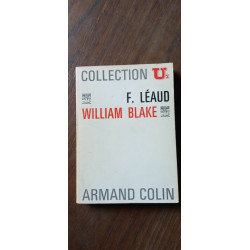 COLLECTION U2
F. LÉAUD
WILLIAM BLAKE
ARMAND COLIN